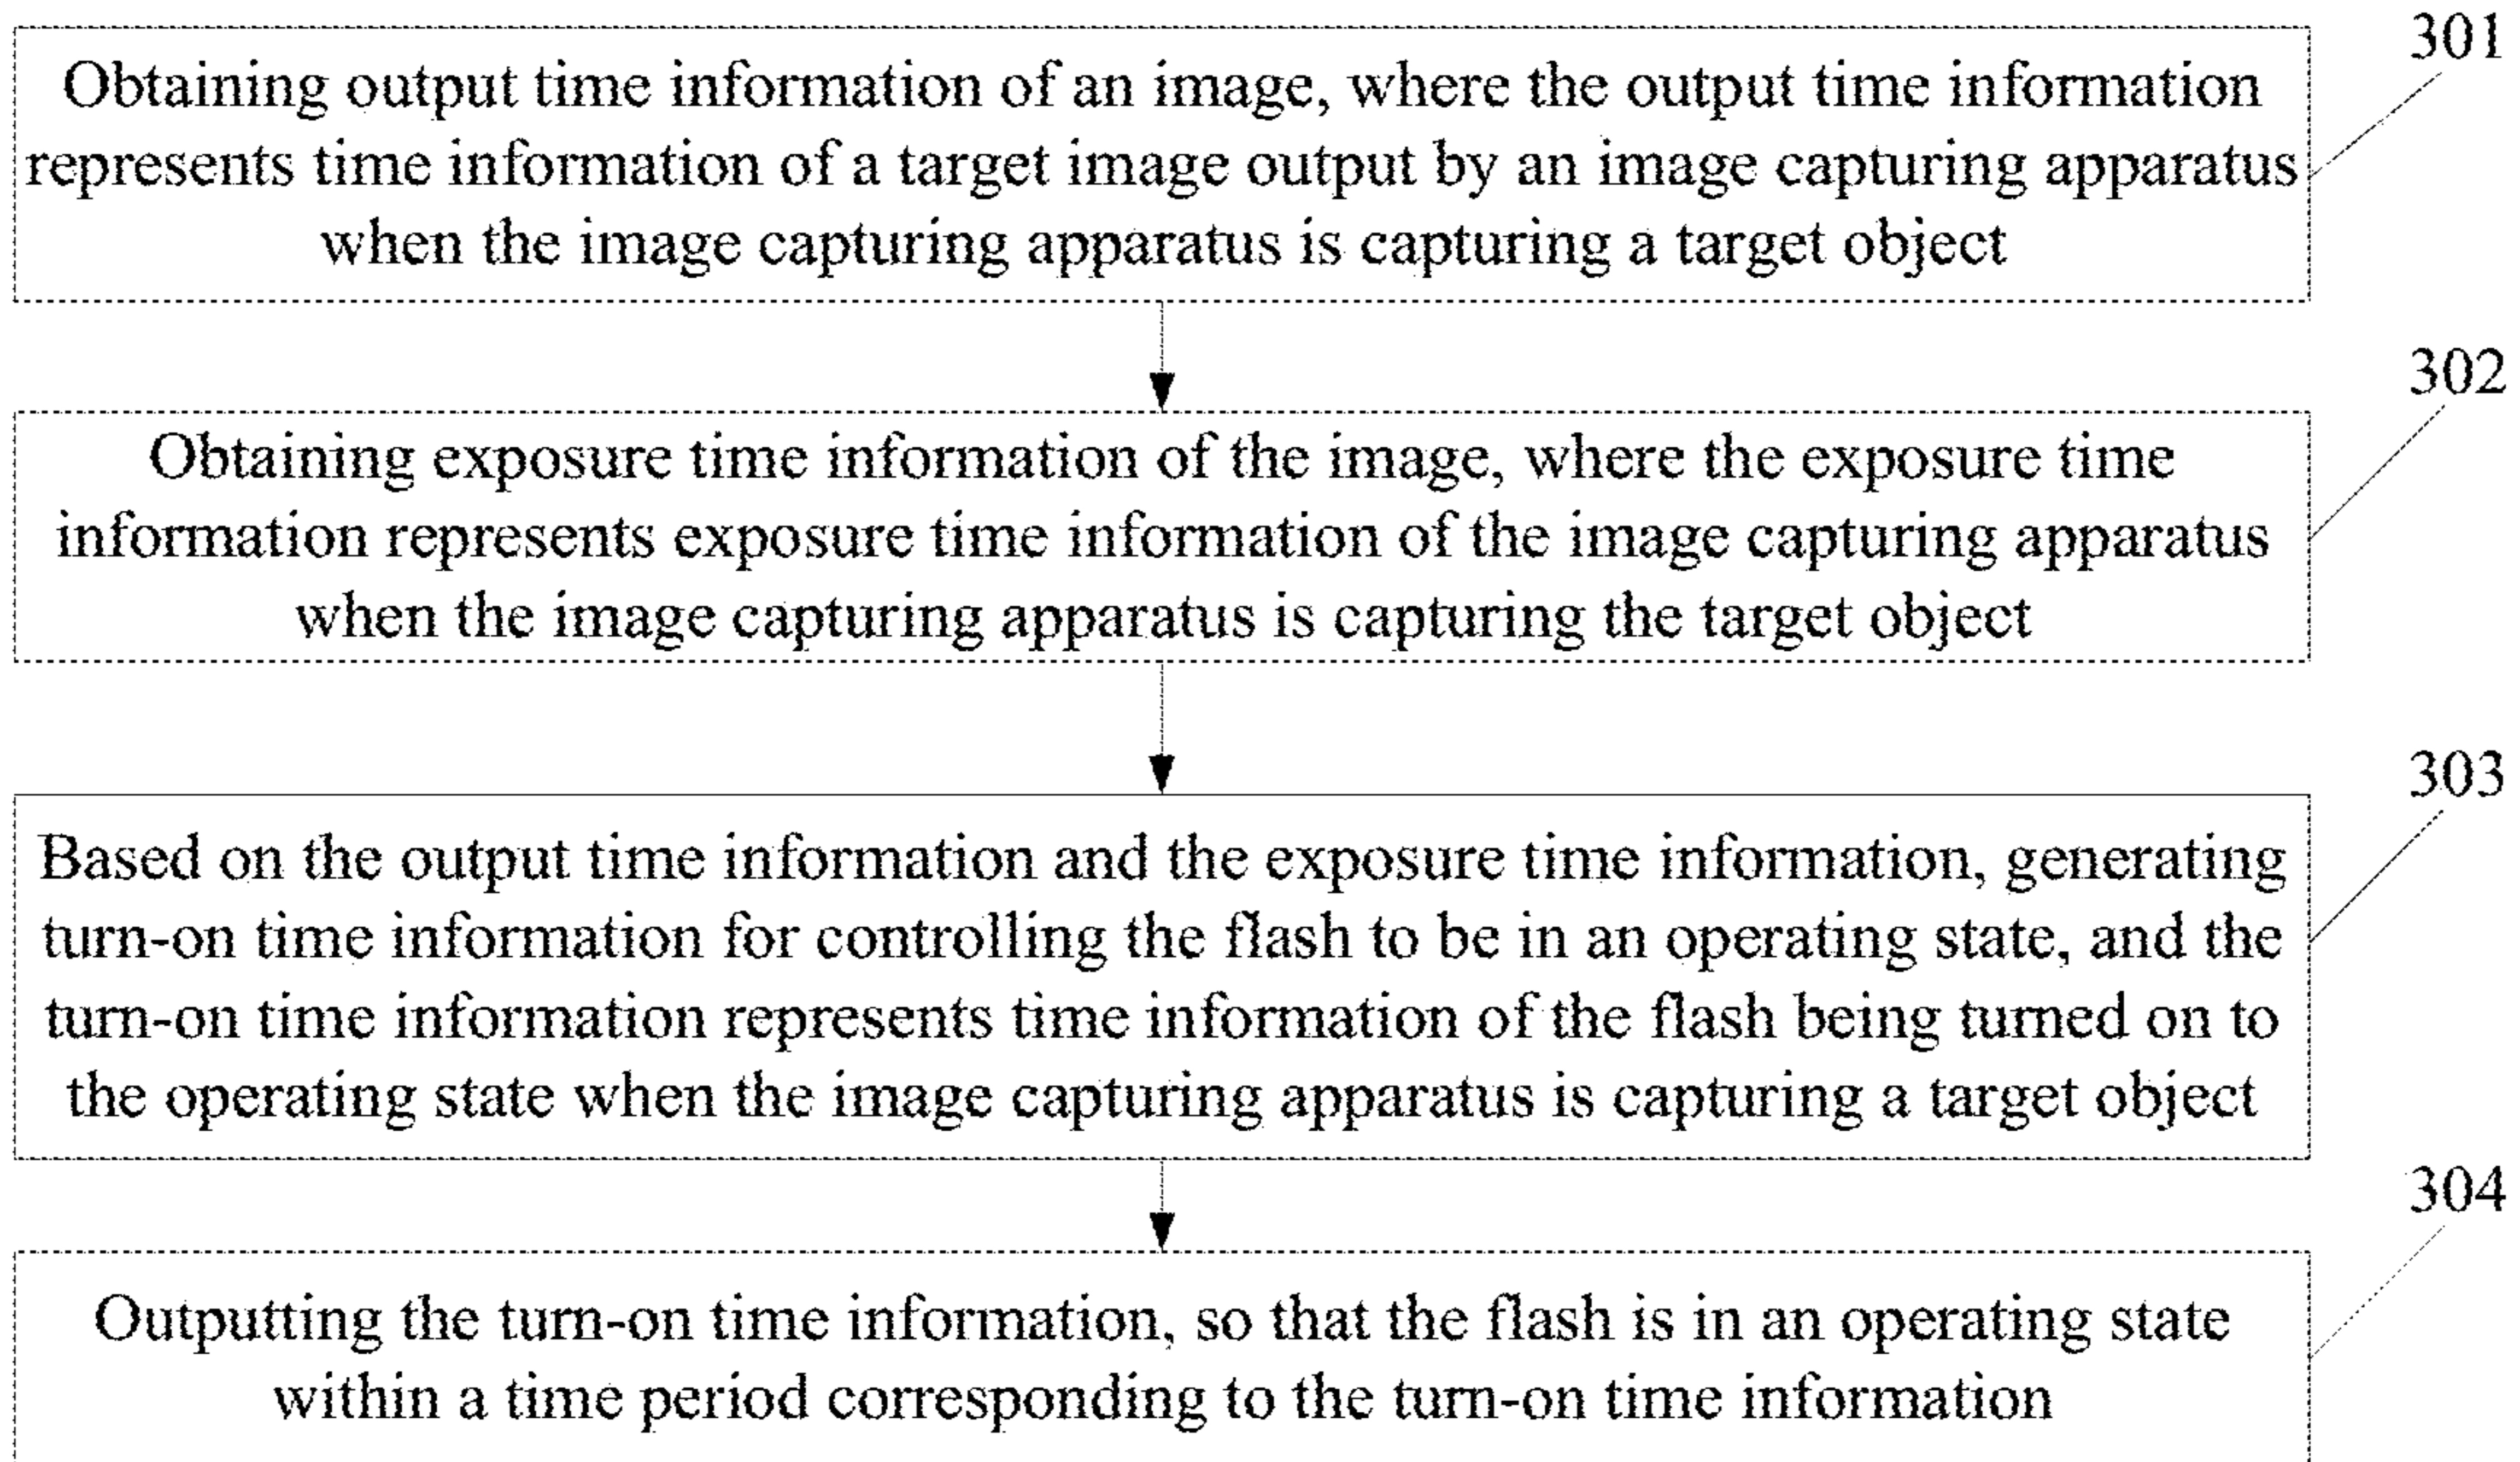 301
Obtaining output time information of an image, where the output time information
represents time information of a target image output by an image capturing apparatus
when the image capturing apparatus is capturing a target object
302
Obtaining exposure time information of the image, where the exposure time
information represents exposure time information of the image capturing apparatus
when the image capturing apparatus is capturing the target object
303
Based on the output time information and the exposure time information, generating
turn-on time information for controlling the flash to be in an operating state, and the
turn-on time information represents time information of the flash being turned on to
the operating state when the image capturing apparatus is capturing a target object
304
Outputting the turn-on time information, so that the flash is in an operating state
within a time period corresponding to the turn-on time information